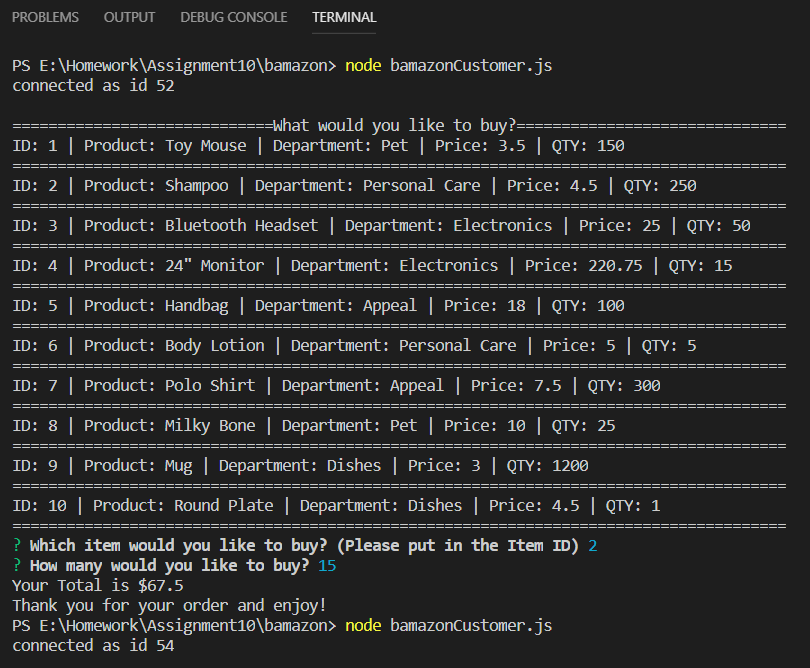 PROBLEMS OUTPUT DEBUG CONSOLE TERMINAL
PS E:\Homework\Assignment10\bamazon> node bamazonCustomer.js
connected as id 52
=============================What would you like to buy?==============================
ID: 1 | Product: Toy Mouse | Department: Pet | Price: 3.5 | QTY: 150
======================================================================================
ID: 2 | Product: Shampoo | Department: Personal Care | Price: 4.5 | QTY: 250
======================================================================================
ID: 3 | Product: Bluetooth Headset | Department: Electronics | Price: 25 | QTY: 50
======================================================================================
ID: 4 | Product: 24" Monitor | Department: Electronics | Price: 220.75 | QTY: 15
======================================================================================
ID: 5 | Product: Handbag | Department: Appeal | Price: 18 | QTY: 100
======================================================================================
ID: 6 | Product: Body Lotion | Department: Personal Care | Price: 5 | QTY: 5
======================================================================================
ID: 7 | Product: Polo Shirt | Department: Appeal | Price: 7.5 | QTY: 300
======================================================================================
ID: 8 | Product: Milky Bone | Department: Pet | Price: 10 | QTY: 25
======================================================================================
ID: 9 | Product: Mug | Department: Dishes | Price: 3 | QTY: 1200
======================================================================================
ID: 10 | Product: Round Plate | Department: Dishes | Price: 4.5 | QTY: 1
======================================================================================
? Which item would you like to buy? (Please put in the Item ID) 2
? How many would you like to buy? 15
Your Total is $67.5
Thank you for your order and enjoy!
PS E:\Homework\Assignment10\bamazon> node bamazonCustomer.js
connected as id 54